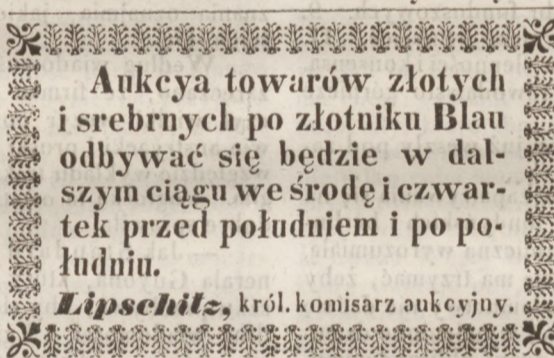 Aukcya towarów złotych
i srebrnych po złotniku Blau
odbywać się będzie w dal-
szym ciągu we środę i czwar-
tek przed południem i po po-
łudniu.
Lipschitz, król. komisarz aukcyjny.